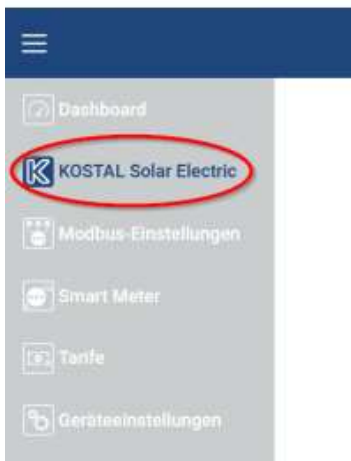 Dashboard
KOSTAL Solar Electric
Modbus-Einstellungen
Smart Meter
Tarife
Geräteeinstellungen